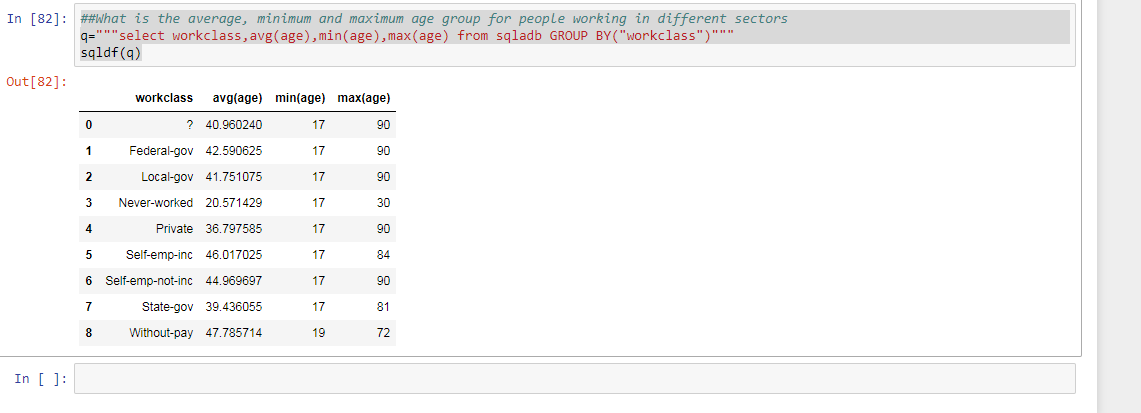 In [82]: ##What is the average, minimum and maximum age group for people working in different sectors
q="""select workclass,avg(age),min(age),max(age) from sqladb GROUP BY("workclass")"""
sqldf(q)
Out[82]:
workclass avg(age) min(age) max(age)
0 ? 40.960240 17 90
1 Federal-gov 42.590625 17 90
2 Local-gov 41.751075 17 90
3 Never-worked 20.571429 17 30
4 Private 36.797585 17 90
5 Self-emp-inc 46.017025 17 84
6 Self-emp-not-inc 44.969697 17 90
7 State-gov 39.436055 17 81
8 Without-pay 47.785714 19 72
In [ ]: